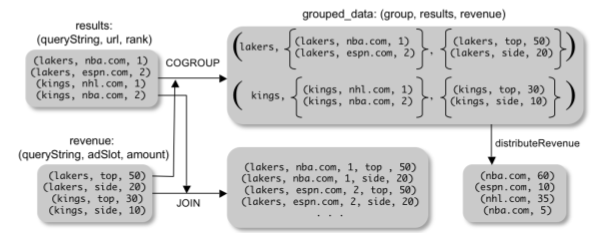 results:
(queryString, url, rank)
(lakers, nba.com, 1)
(lakers, espn.com, 2)
(kings, nhl.com, 1)
(kings, nba.com, 2)
COGROUP
grouped_data: (group, results, revenue)
(lakers, {(lakers, nba.com, 1) , {(lakers, top, 50) )
(lakers, espn.com, 2)} (lakers, side, 20)}
(kings, {(kings, nhl.com, 1) , {(kings, top, 30) )
(kings, nba.com, 2)} (kings, side, 10)}
revenue:
(queryString, adSlot, amount)
(lakers, top, 50)
(lakers, side, 20)
(kings, top, 30)
(kings, side, 10)
JOIN
(lakers, nba.com, 1, top , 50)
(lakers, nba.com, 1, side, 20)
(lakers, espn.com, 2, top, 50)
(lakers, espn.com, 2, side, 20)
. . .
distributeRevenue
(nba.com, 60)
(espn.com, 10)
(nhl.com, 35)
(nba.com, 5)